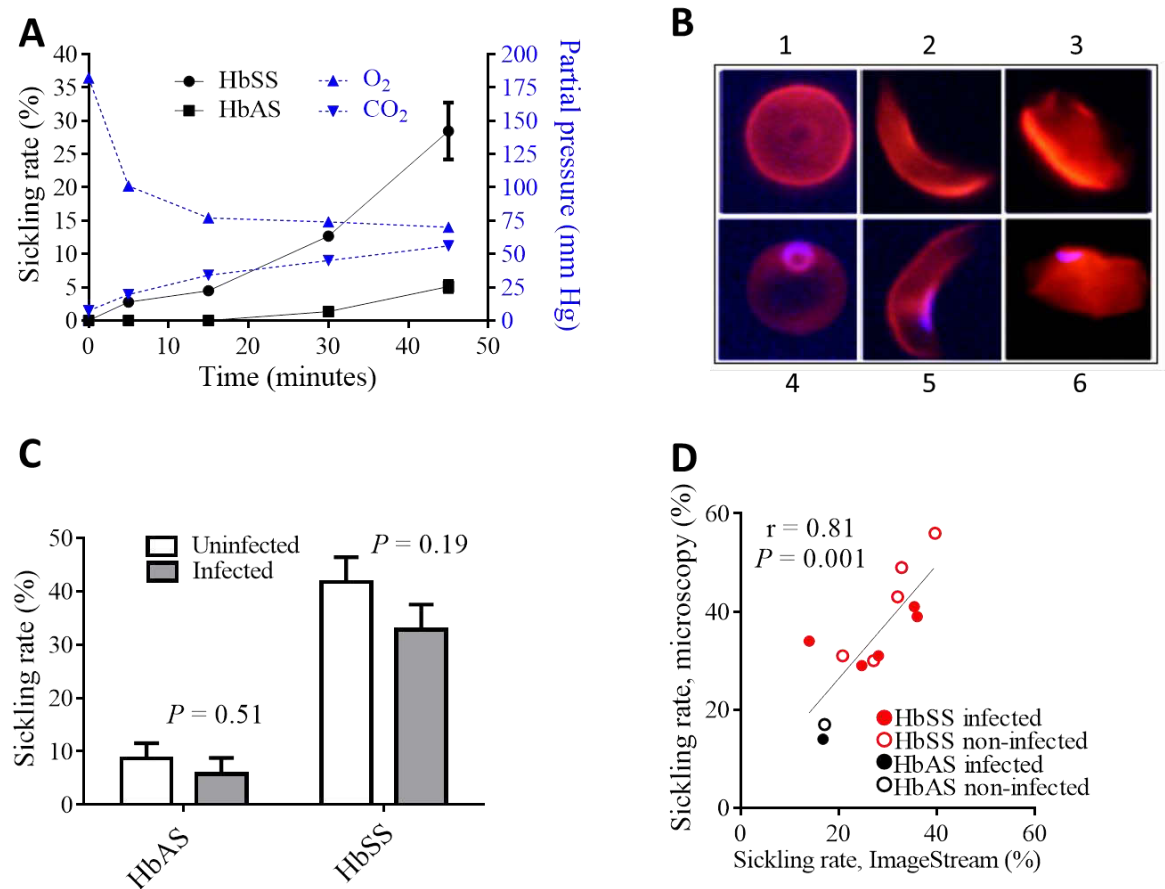 A
Sickling rate (%)
40
35
30
25
20
15
10
5
0
HbSS
HbAS
O2
CO2
200
175
150
125
100
75
50
25
0
Partial pressure (mm Hg)
0 10 20 30 40 50
Time (minutes)
B
1 2 3
4 5 6
C
Sickling rate (%)
50
40
30
20
10
0
Uninfected
Infected
P = 0.19
P = 0.51
HbAS HbSS
D
Sickling rate, microscopy (%)
60
40
20
0
r = 0.81
P = 0.001
HbSS infected
HbSS non-infected
HbAS infected
HbAS non-infected
0 20 40 60
Sickling rate, ImageStream (%)